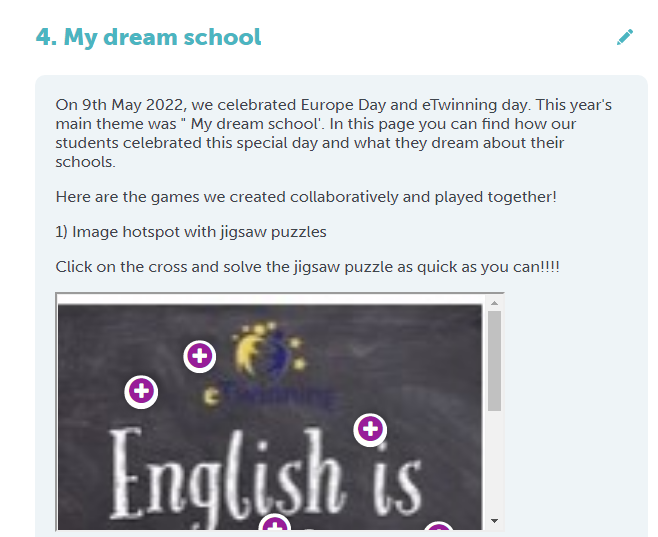 4. My dream school
On 9th May 2022, we celebrated Europe Day and eTwinning day. This year's
main theme was " My dream school'. In this page you can find how our
students celebrated this special day and what they dream about their
schools.
Here are the games we created collaboratively and played together!
1) Image hotspot with jigsaw puzzles
Click on the cross and solve the jigsaw puzzle as quick as you can!!!!
eTwinning
English is